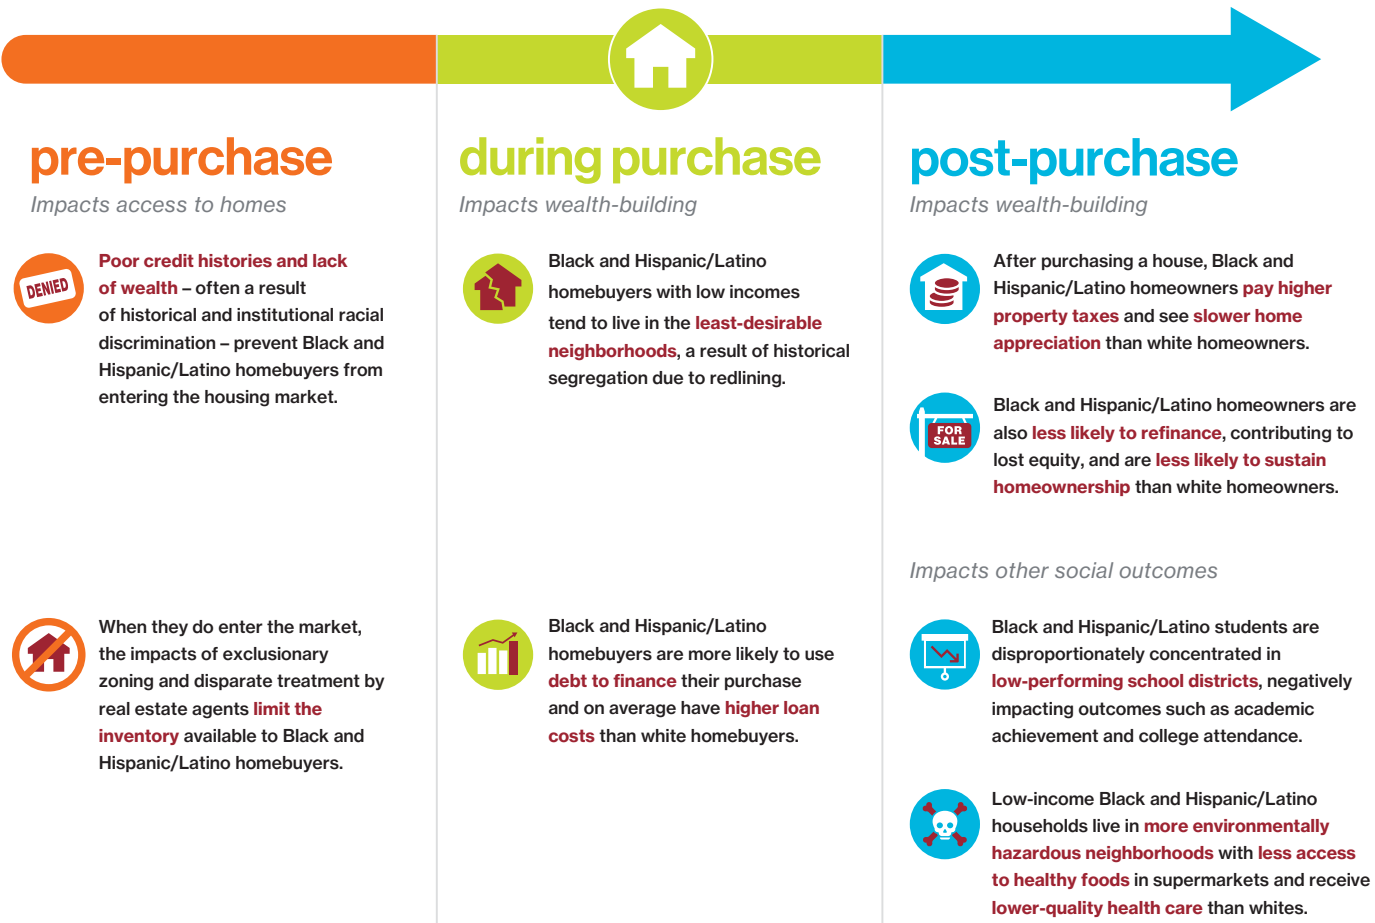 pre-purchase
Impacts access to homes
DENIED
Poor credit histories and lack
of wealth – often a result
of historical and institutional racial
discrimination – prevent Black and
Hispanic/Latino homebuyers from
entering the housing market.
When they do enter the market,
the impacts of exclusionary
zoning and disparate treatment by
real estate agents limit the
inventory available to Black and
Hispanic/Latino homebuyers.
during purchase
Impacts wealth-building
Black and Hispanic/Latino
homebuyers with low incomes
tend to live in the least-desirable
neighborhoods, a result of historical
segregation due to redlining.
Black and Hispanic/Latino
homebuyers are more likely to use
debt to finance their purchase
and on average have higher loan
costs than white homebuyers.
post-purchase
Impacts wealth-building
After purchasing a house, Black and
Hispanic/Latino homeowners pay higher
property taxes and see slower home
appreciation than white homeowners.
FOR
SALE
Black and Hispanic/Latino homeowners are
also less likely to refinance, contributing to
lost equity, and are less likely to sustain
homeownership than white homeowners.
Impacts other social outcomes
Black and Hispanic/Latino students are
disproportionately concentrated in
low-performing school districts, negatively
impacting outcomes such as academic
achievement and college attendance.
Low-income Black and Hispanic/Latino
households live in more environmentally
hazardous neighborhoods with less access
to healthy foods in supermarkets and receive
lower-quality health care than whites.